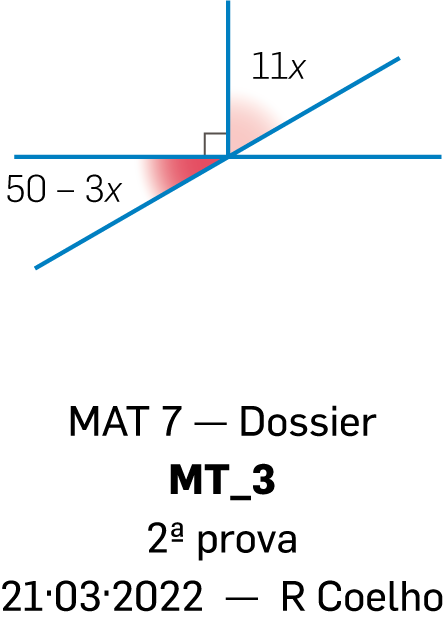 11x
50 – 3x
MAT 7 — Dossier
MT_3
2ª prova
21·03·2022 — R Coelho